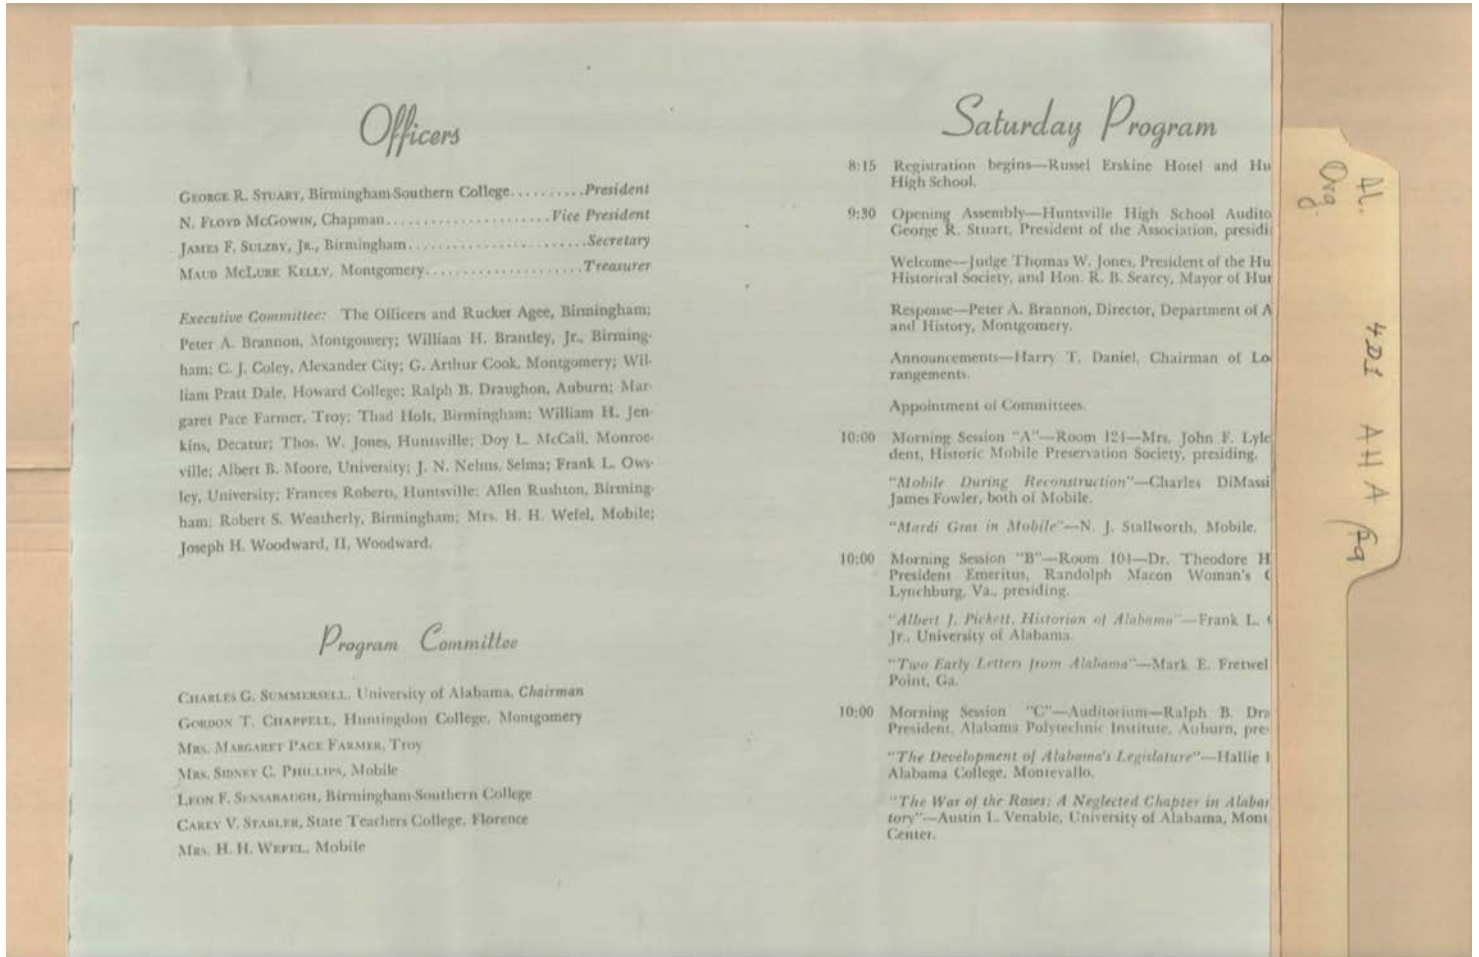 Officers
GEORGE R. STUART, Birmingham-Southern College..........President
N. FLOYD MCGOWIN, Chapman......................Vice President
JAMES F. SULZBY, JR., Birmingham........................Secretary
MAUD MCLURE KELLY, Montgomery.....................Treasurer
Executive Committee: The Officers and Rucker Agee, Birmingham;
Peter A. Brannon, Montgomery; William H. Brantley, Jr., Birming-
ham; C. J. Coley, Alexander City; G. Arthur Cook, Montgomery; Wil-
liam Pratt Dale, Howard College; Ralph B. Draughon, Auburn; Mar-
garet Pace Farmer, Troy; Thad Holt, Birmingham; William H. Jen-
kins, Decatur; Thos. W. Jones, Huntsville; Doy L. McCall, Monroe-
ville; Albert B. Moore, University; J. N. Nelms, Selma; Frank L. Ows-
ley, University; Frances Roberts, Huntsville; Allen Rushton, Birming-
ham; Robert S. Weatherly, Birmingham; Mrs. H. H. Wefel, Mobile;
Joseph H. Woodward, II, Woodward.
Program Committee
CHARLES G. SUMMERSELL, University of Alabama, Chairman
GORDON T. CHAPPELL, Huntingdon College, Montgomery
MRS. MARGARET PACE FARMER, Troy
MRS. SIDNEY C. PHILLIPS, Mobile
LEON F. SENSABAUGH, Birmingham-Southern College
CAREY V. STABLER, State Teachers College, Florence
MRS. H. H. WEFEL, Mobile
Saturday Program
8:15 Registration begins—Russel Erskine Hotel and Hu
High School.
9:30 Opening Assembly—Huntsville High School Audito
George R. Stuart, President of the Association, presidi
Welcome—Judge Thomas W. Jones, President of the Hu
Historical Society, and Hon. R. B. Searcy, Mayor of Hun
Response—Peter A. Brannon, Director, Department of A
and History, Montgomery.
Announcements—Harry T. Daniel, Chairman of Lo
rangements.
Appointment of Committees.
10:00 Morning Session "A"—Room 124—Mrs. John F. Lyle
dent, Historic Mobile Preservation Society, presiding.
"Mobile During Reconstruction"—Charles DiMassi
James Fowler, both of Mobile.
"Mardi Gras in Mobile"—N. J. Stallworth, Mobile.
10:00 Morning Session "B"—Room 104—Dr. Theodore H
President Emeritus, Randolph Macon Woman's C
Lynchburg, Va., presiding.
"Albert J. Pickett, Historian of Alabama"—Frank L.
Jr., University of Alabama.
"Two Early Letters from Alabama"—Mark E. Fretwel
Point, Ga.
10:00 Morning Session "C"—Auditorium—Ralph B. Dra
President, Alabama Polytechnic Institute, Auburn, pres
"The Development of Alabama's Legislature"—Hallie
Alabama College, Montevallo.
"The War of the Roses: A Neglected Chapter in Alabam
tory"—Austin L. Venable, University of Alabama, Mont
Center.
Al. 4DI AHA
Org.